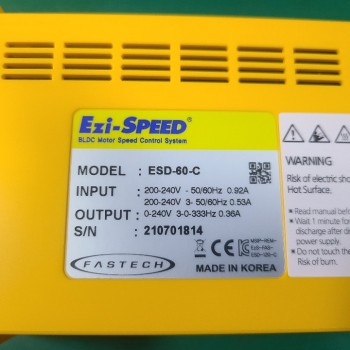 Ezi-SPEED®
BLDC Motor Speed Control System
MODEL : ESD-60-C
INPUT : 200-240V ~ 50/60Hz 0.92A
200-240V 3~ 50/60Hz 0.53A
OUTPUT : 0-240V 3~ 0-333Hz 0.36A
S/N : 210701814
FASTECH
CE
MADE IN KOREA
WARNING
Risk of electric sho
Hot Surface.
• Read manual before
• Wait 1 minute for
discharge after di
power supply.
• Do not touch the
Risk of burn.